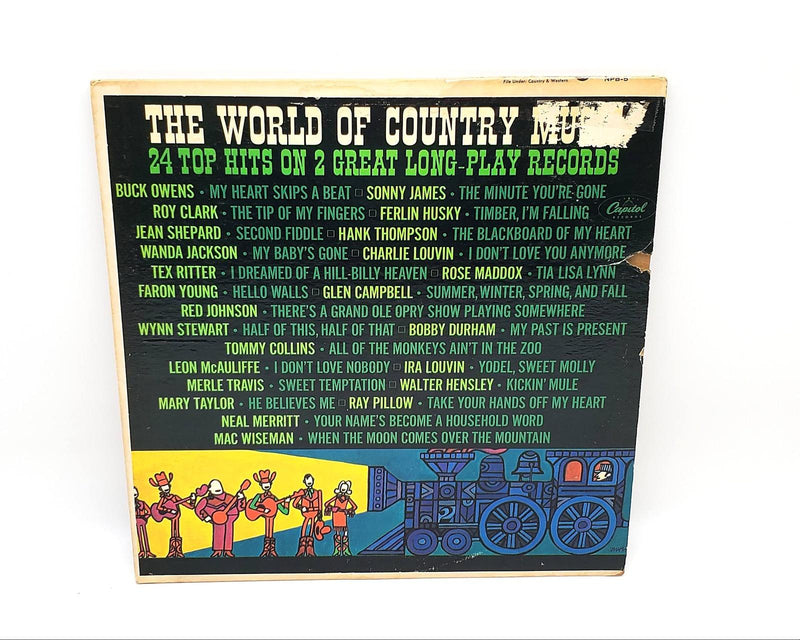 File Under: Country & Western NPB-5
THE WORLD OF COUNTRY MU
24 TOP HITS ON 2 GREAT LONG-PLAY RECORDS
BUCK OWENS • MY HEART SKIPS A BEAT □ SONNY JAMES • THE MINUTE YOU'RE GONE
ROY CLARK • THE TIP OF MY FINGERS □ FERLIN HUSKY • TIMBER, I'M FALLING
Capitol
RECORDS
JEAN SHEPARD • SECOND FIDDLE □ HANK THOMPSON • THE BLACKBOARD OF MY HEART
WANDA JACKSON • MY BABY'S GONE □ CHARLIE LOUVIN • I DON'T LOVE YOU ANYMORE
TEX RITTER • I DREAMED OF A HILL-BILLY HEAVEN □ ROSE MADDOX • TIA LISA LYNN
FARON YOUNG • HELLO WALLS □ GLEN CAMPBELL • SUMMER, WINTER, SPRING, AND FALL
RED JOHNSON • THERE'S A GRAND OLE OPRY SHOW PLAYING SOMEWHERE
WYNN STEWART • HALF OF THIS, HALF OF THAT □ BOBBY DURHAM • MY PAST IS PRESENT
TOMMY COLLINS • ALL OF THE MONKEYS AIN'T IN THE ZOO
LEON McAULIFFE • I DON'T LOVE NOBODY □ IRA LOUVIN • YODEL, SWEET MOLLY
MERLE TRAVIS • SWEET TEMPTATION □ WALTER HENSLEY • KICKIN' MULE
MARY TAYLOR • HE BELIEVES ME □ RAY PILLOW • TAKE YOUR HANDS OFF MY HEART
NEAL MERRITT • YOUR NAME'S BECOME A HOUSEHOLD WORD
MAC WISEMAN • WHEN THE MOON COMES OVER THE MOUNTAIN